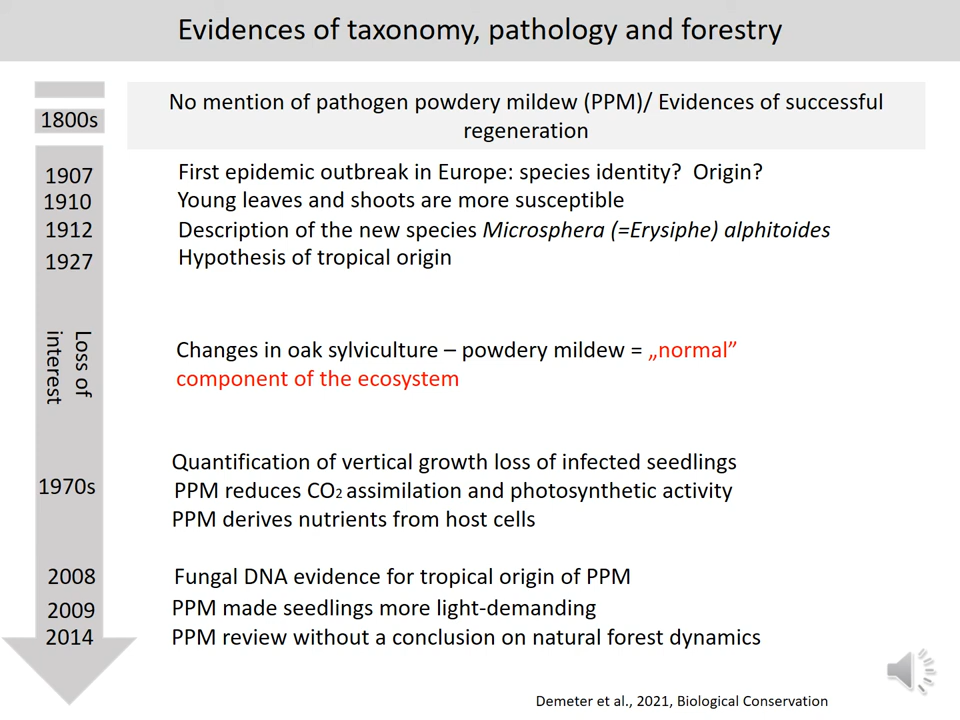 Evidences of taxonomy, pathology and forestry
1800s
No mention of pathogen powdery mildew (PPM)/ Evidences of successful
regeneration
1907 First epidemic outbreak in Europe: species identity? Origin?
1910 Young leaves and shoots are more susceptible
1912 Description of the new species Microsphera (=Erysiphe) alphitoides
1927 Hypothesis of tropical origin
Loss of
interest
Changes in oak sylviculture – powdery mildew = „normal”
component of the ecosystem
1970s
Quantification of vertical growth loss of infected seedlings
PPM reduces CO2 assimilation and photosynthetic activity
PPM derives nutrients from host cells
2008 Fungal DNA evidence for tropical origin of PPM
2009 PPM made seedlings more light-demanding
2014 PPM review without a conclusion on natural forest dynamics
Demeter et al., 2021, Biological Conservation